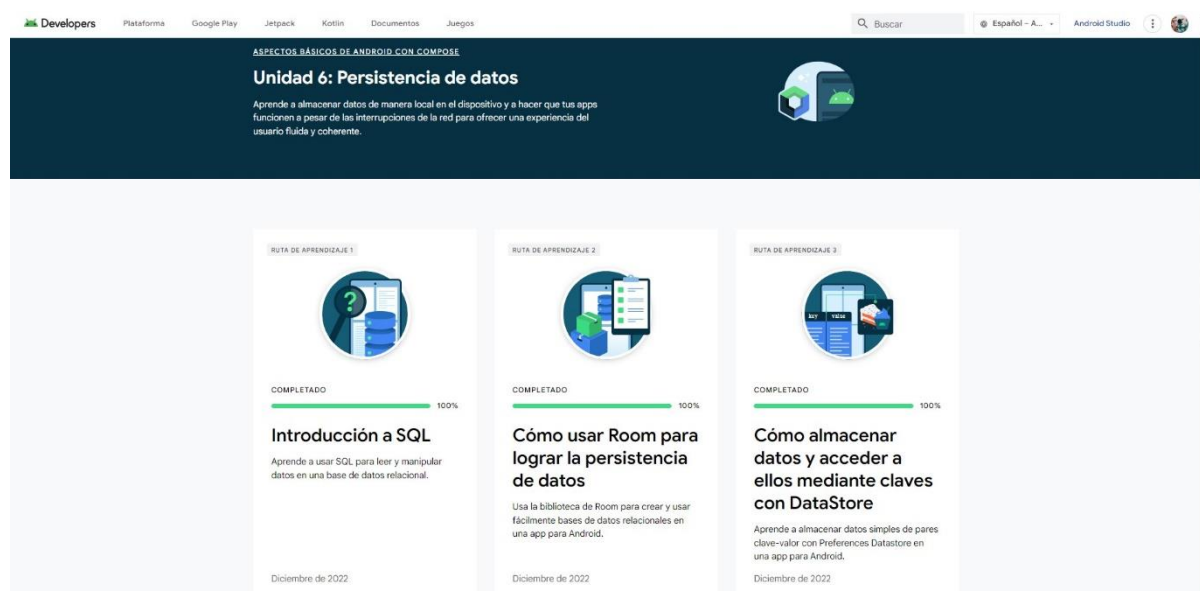 Developers Plataforma Google Play Jetpack Kotlin Documentos Juegos Buscar Español – A... Android Studio
ASPECTOS BÁSICOS DE ANDROID CON COMPOSE
Unidad 6: Persistencia de datos
Aprende a almacenar datos de manera local en el dispositivo y a hacer que tus apps
funcionen a pesar de las interrupciones de la red para ofrecer una experiencia del
usuario fluida y coherente.
RUTA DE APRENDIZAJE 1
?
COMPLETADO
100%
Introducción a SQL
Aprende a usar SQL para leer y manipular
datos en una base de datos relacional.
Diciembre de 2022
RUTA DE APRENDIZAJE 2
COMPLETADO
100%
Cómo usar Room para
lograr la persistencia
de datos
Usa la biblioteca de Room para crear y usar
fácilmente bases de datos relacionales en
una app para Android.
Diciembre de 2022
RUTA DE APRENDIZAJE 3
key value
COMPLETADO
100%
Cómo almacenar
datos y acceder a
ellos mediante claves
con DataStore
Aprende a almacenar datos simples de pares
clave-valor con Preferences Datastore en
una app para Android.
Diciembre de 2022